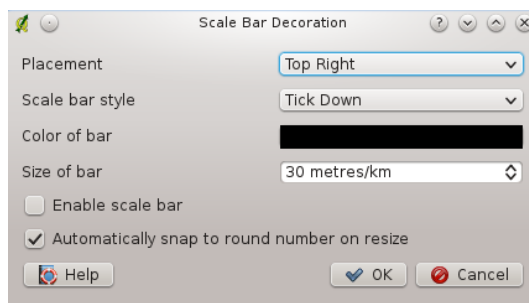 Scale Bar Decoration
Placement Top Right
Scale bar style Tick Down
Color of bar
Size of bar 30 metres/km
Enable scale bar
Automatically snap to round number on resize
Help OK Cancel